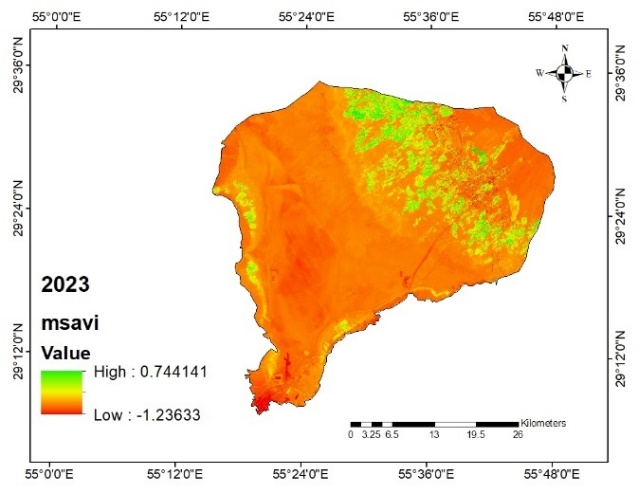 55°0'0"E 55°12'0"E 55°24'0"E 55°36'0"E 55°48'0"E
29°36'0"N 29°36'0"N
N
W E
S
29°24'0"N 29°24'0"N
2023
msavi
Value
High : 0.744141
Low : -1.23633
29°12'0"N 29°12'0"N
Kilometers
0 3.25 6.5 13 19.5 26
55°0'0"E 55°12'0"E 55°24'0"E 55°36'0"E 55°48'0"E